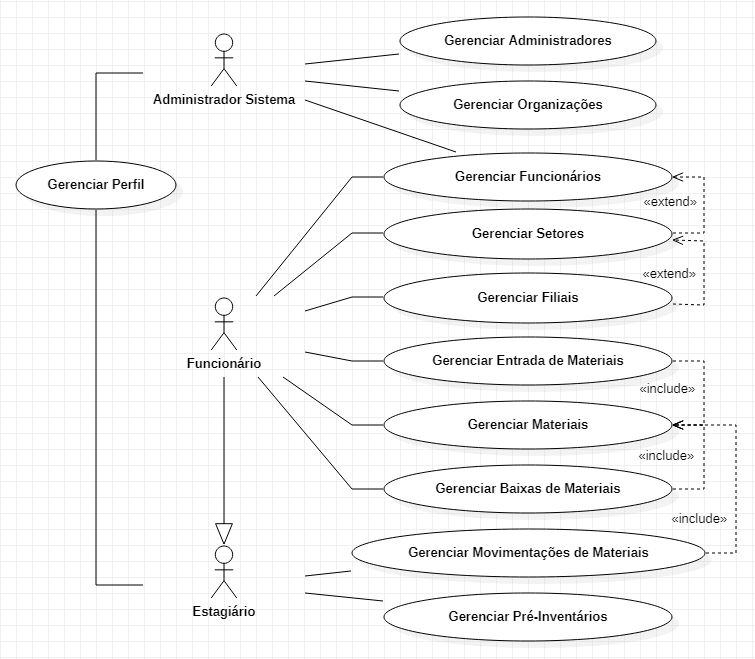 Gerenciar Administradores
Administrador Sistema
Gerenciar Organizações
Gerenciar Perfil
Gerenciar Funcionários
«extend»
Gerenciar Setores
«extend»
Gerenciar Filiais
Funcionário
Gerenciar Entrada de Materiais
«include»
Gerenciar Materiais
«include»
Gerenciar Baixas de Materiais
«include»
Gerenciar Movimentações de Materiais
Estagiário
Gerenciar Pré-Inventários